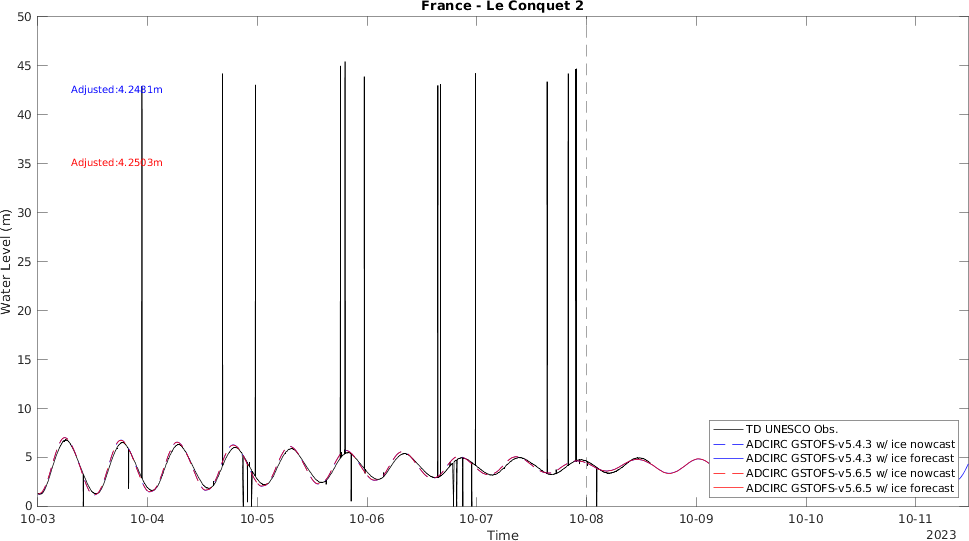 France - Le Conquet 2
50
45
40
35
30
25
20
15
10
5
0
Water Level (m)
Adjusted:4.2481m
Adjusted:4.2503m
TD UNESCO Obs.
ADCIRC GSTOFS-v5.4.3 w/ ice nowcast
ADCIRC GSTOFS-v5.4.3 w/ ice forecast
ADCIRC GSTOFS-v5.6.5 w/ ice nowcast
ADCIRC GSTOFS-v5.6.5 w/ ice forecast
10-03 10-04 10-05 10-06 10-07 10-08 10-09 10-10 10-11
Time
2023